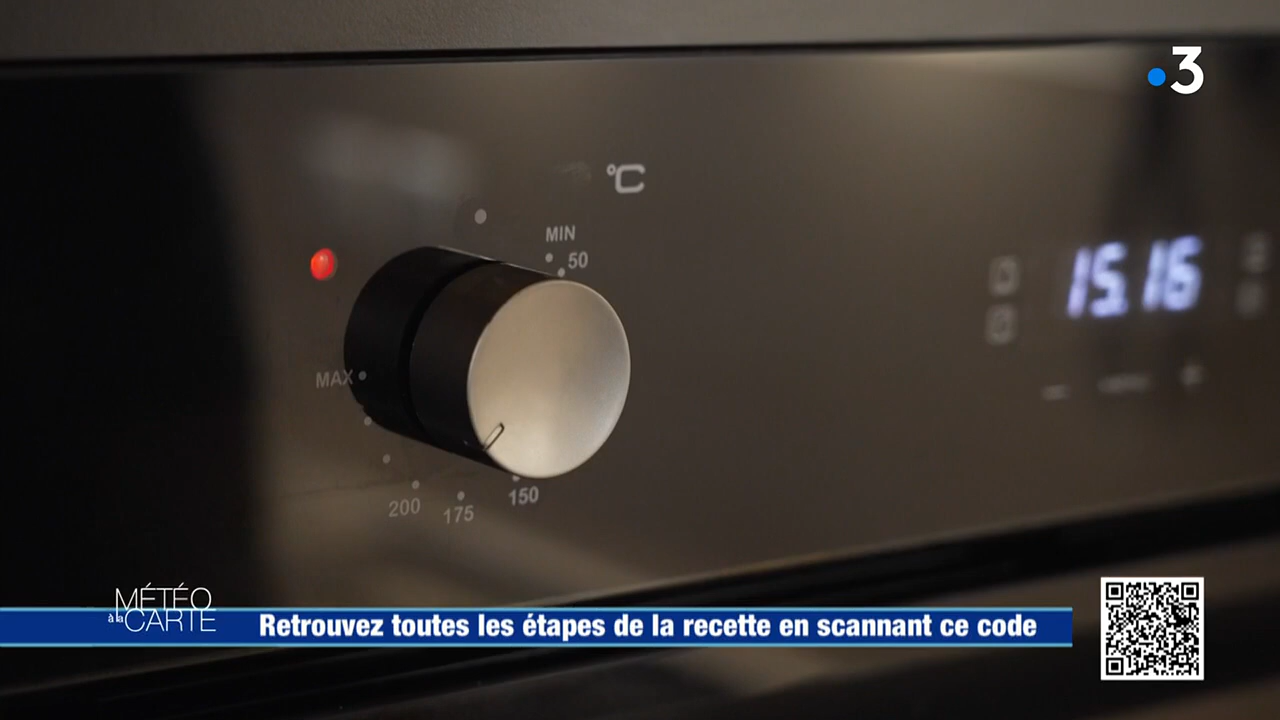 3
°C
MIN
50
15.16
MAX
150
200
175
MÉTÉO
à la
CARTE
Retrouvez toutes les étapes de la recette en scannant ce code